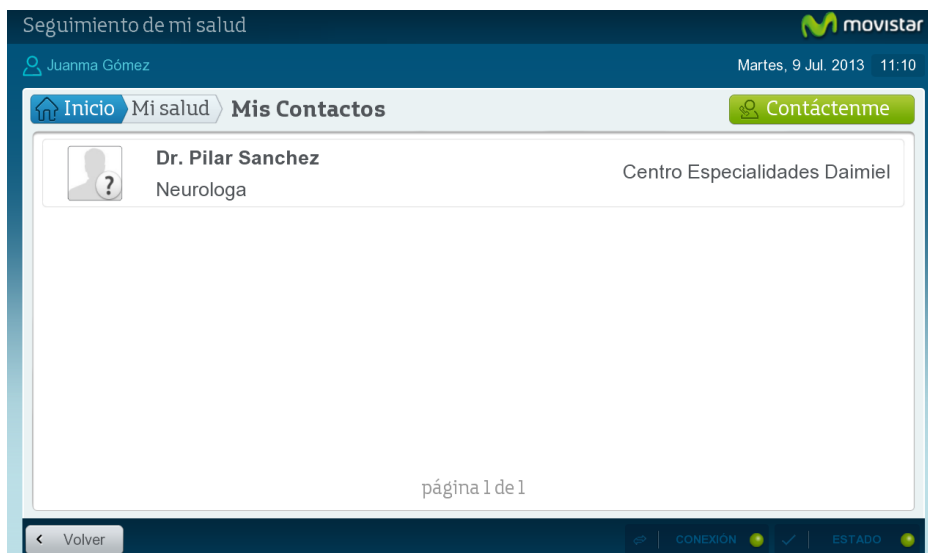 Seguimiento de mi salud
movistar
Juanma Gómez
Martes, 9 Jul. 2013 11:10
Inicio Mi salud Mis Contactos
Contáctenme
Dr. Pilar Sanchez
Neurologa
Centro Especialidades Daimiel
?
página 1 de 1
Volver
CONEXIÓN
ESTADO